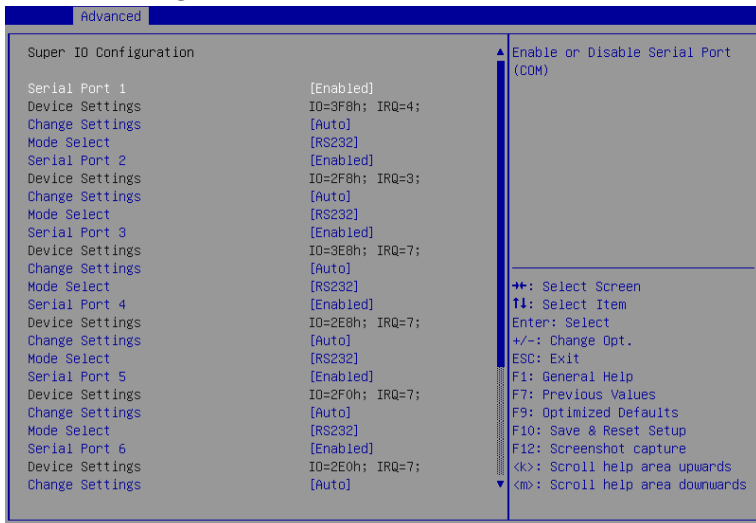 Advanced
Super IO Configuration
Serial Port 1 [Enabled]
Device Settings IO=3F8h; IRQ=4;
Change Settings [Auto]
Mode Select [RS232]
Serial Port 2 [Enabled]
Device Settings IO=2F8h; IRQ=3;
Change Settings [Auto]
Mode Select [RS232]
Serial Port 3 [Enabled]
Device Settings IO=3E8h; IRQ=7;
Change Settings [Auto]
Mode Select [RS232]
Serial Port 4 [Enabled]
Device Settings IO=2E8h; IRQ=7;
Change Settings [Auto]
Mode Select [RS232]
Serial Port 5 [Enabled]
Device Settings IO=2F0h; IRQ=7;
Change Settings [Auto]
Mode Select [RS232]
Serial Port 6 [Enabled]
Device Settings IO=2E0h; IRQ=7;
Change Settings [Auto]
Enable or Disable Serial Port
(COM)
→←: Select Screen
↑↓: Select Item
Enter: Select
+/-: Change Opt.
ESC: Exit
F1: General Help
F7: Previous Values
F9: Optimized Defaults
F10: Save & Reset Setup
F12: Screenshot capture
<k>: Scroll help area upwards
<m>: Scroll help area downwards